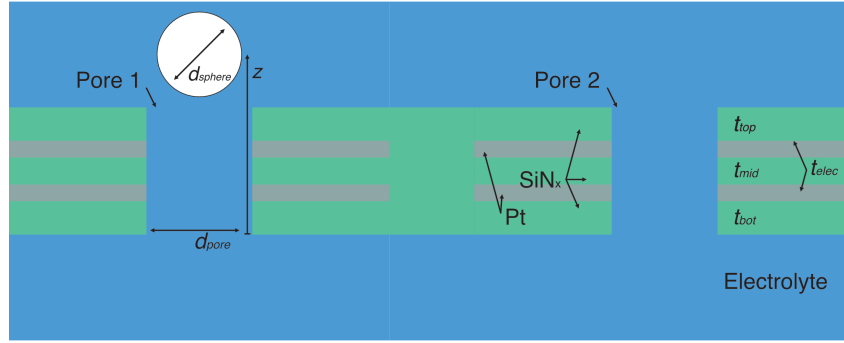 Pore 1
d_sphere
z
Pore 2
t_top
t_mid
t_elec
SiN_x
Pt
t_bot
d_pore
Electrolyte